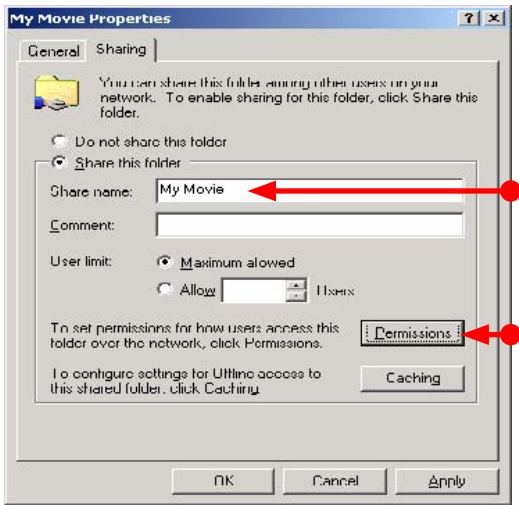 My Movie Properties
General Sharing
You can share this folder among other users on your
network. To enable sharing for this folder, click Share this
folder.
Do not share this folder
Share this folder
Share name: My Movie
Comment:
User limit: Maximum allowed
Allow Users
To set permissions for how users access this
folder over the network, click Permissions.
Permissions
To configure settings for Offline access to
this shared folder, click Caching.
Caching
OK Cancel Apply